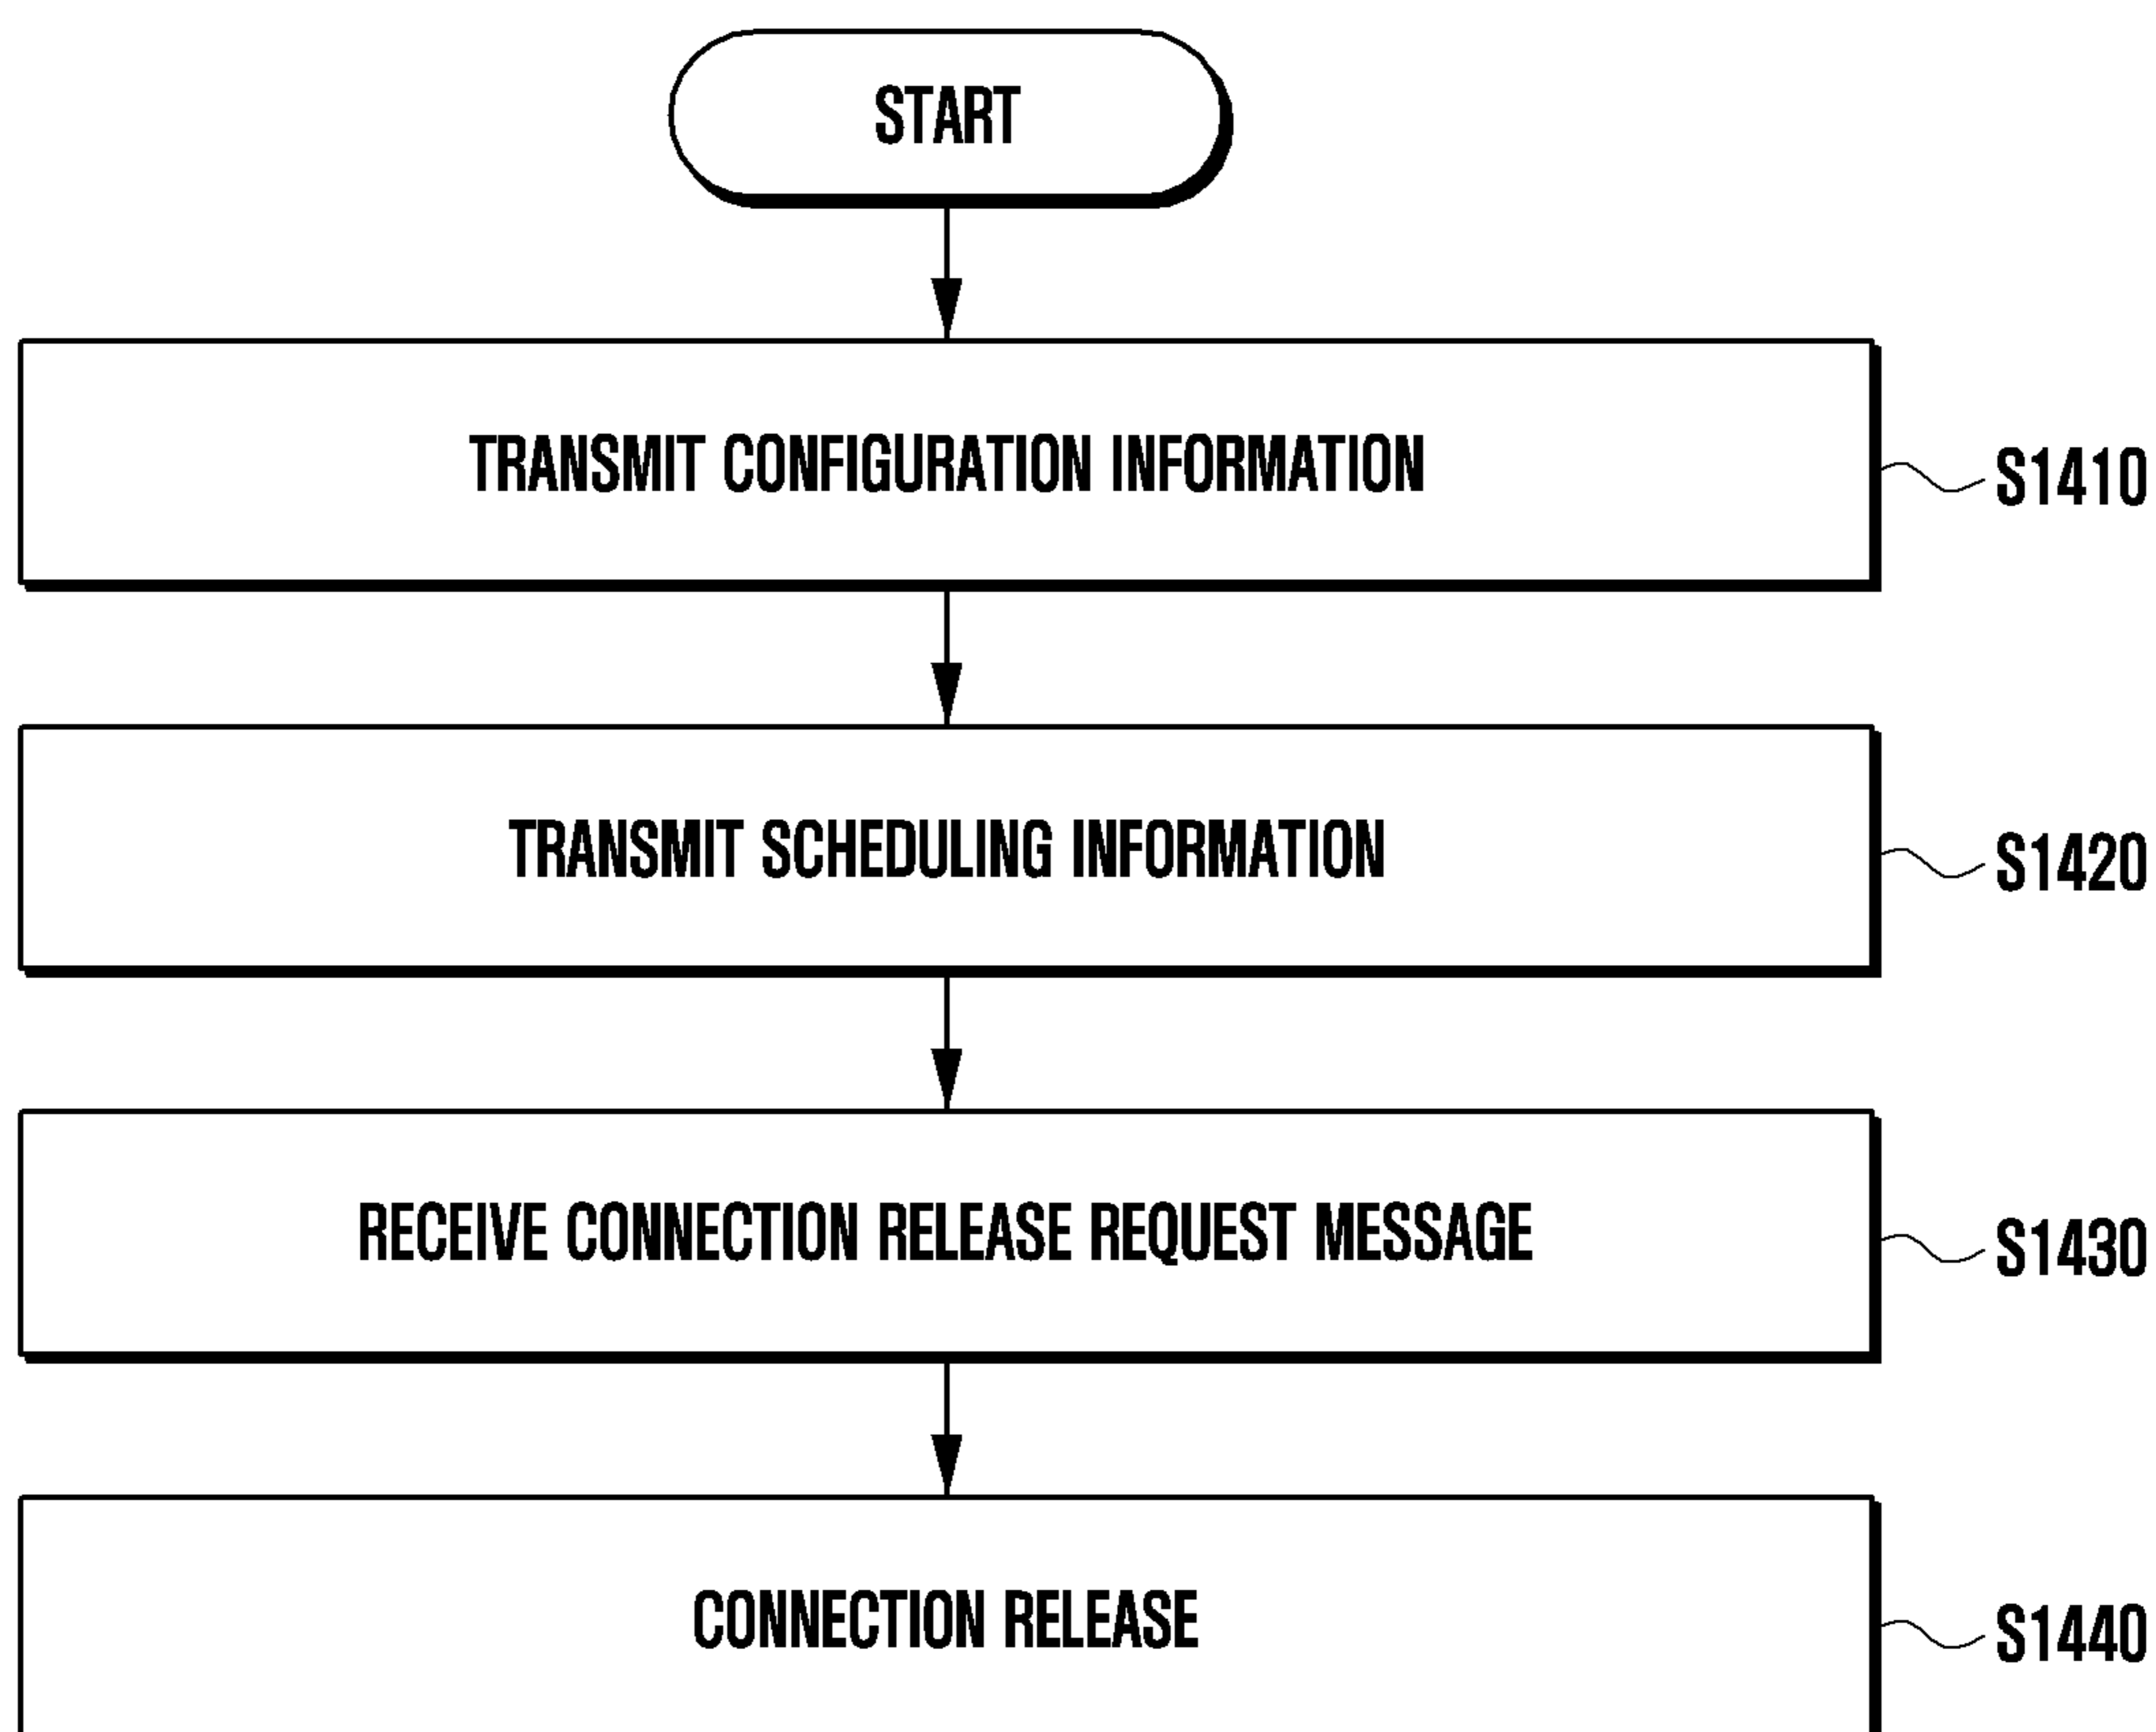 START
TRANSMIT CONFIGURATION INFORMATION
S1410
TRANSMIT SCHEDULING INFORMATION
S1420
RECEIVE CONNECTION RELEASE REQUEST MESSAGE
S1430
CONNECTION RELEASE
S1440